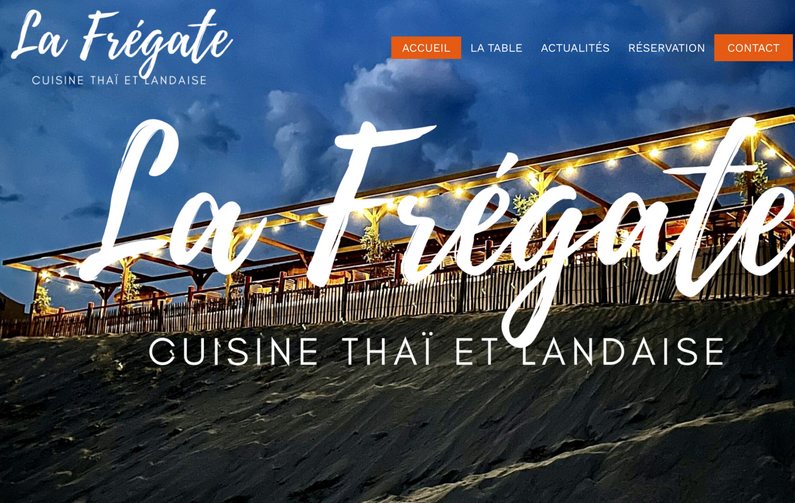 La Frégate
CUISINE THAÏ ET LANDAISE
ACCUEIL LA TABLE ACTUALITÉS RÉSERVATION CONTACT
La Frégate
CUISINE THAÏ ET LANDAISE